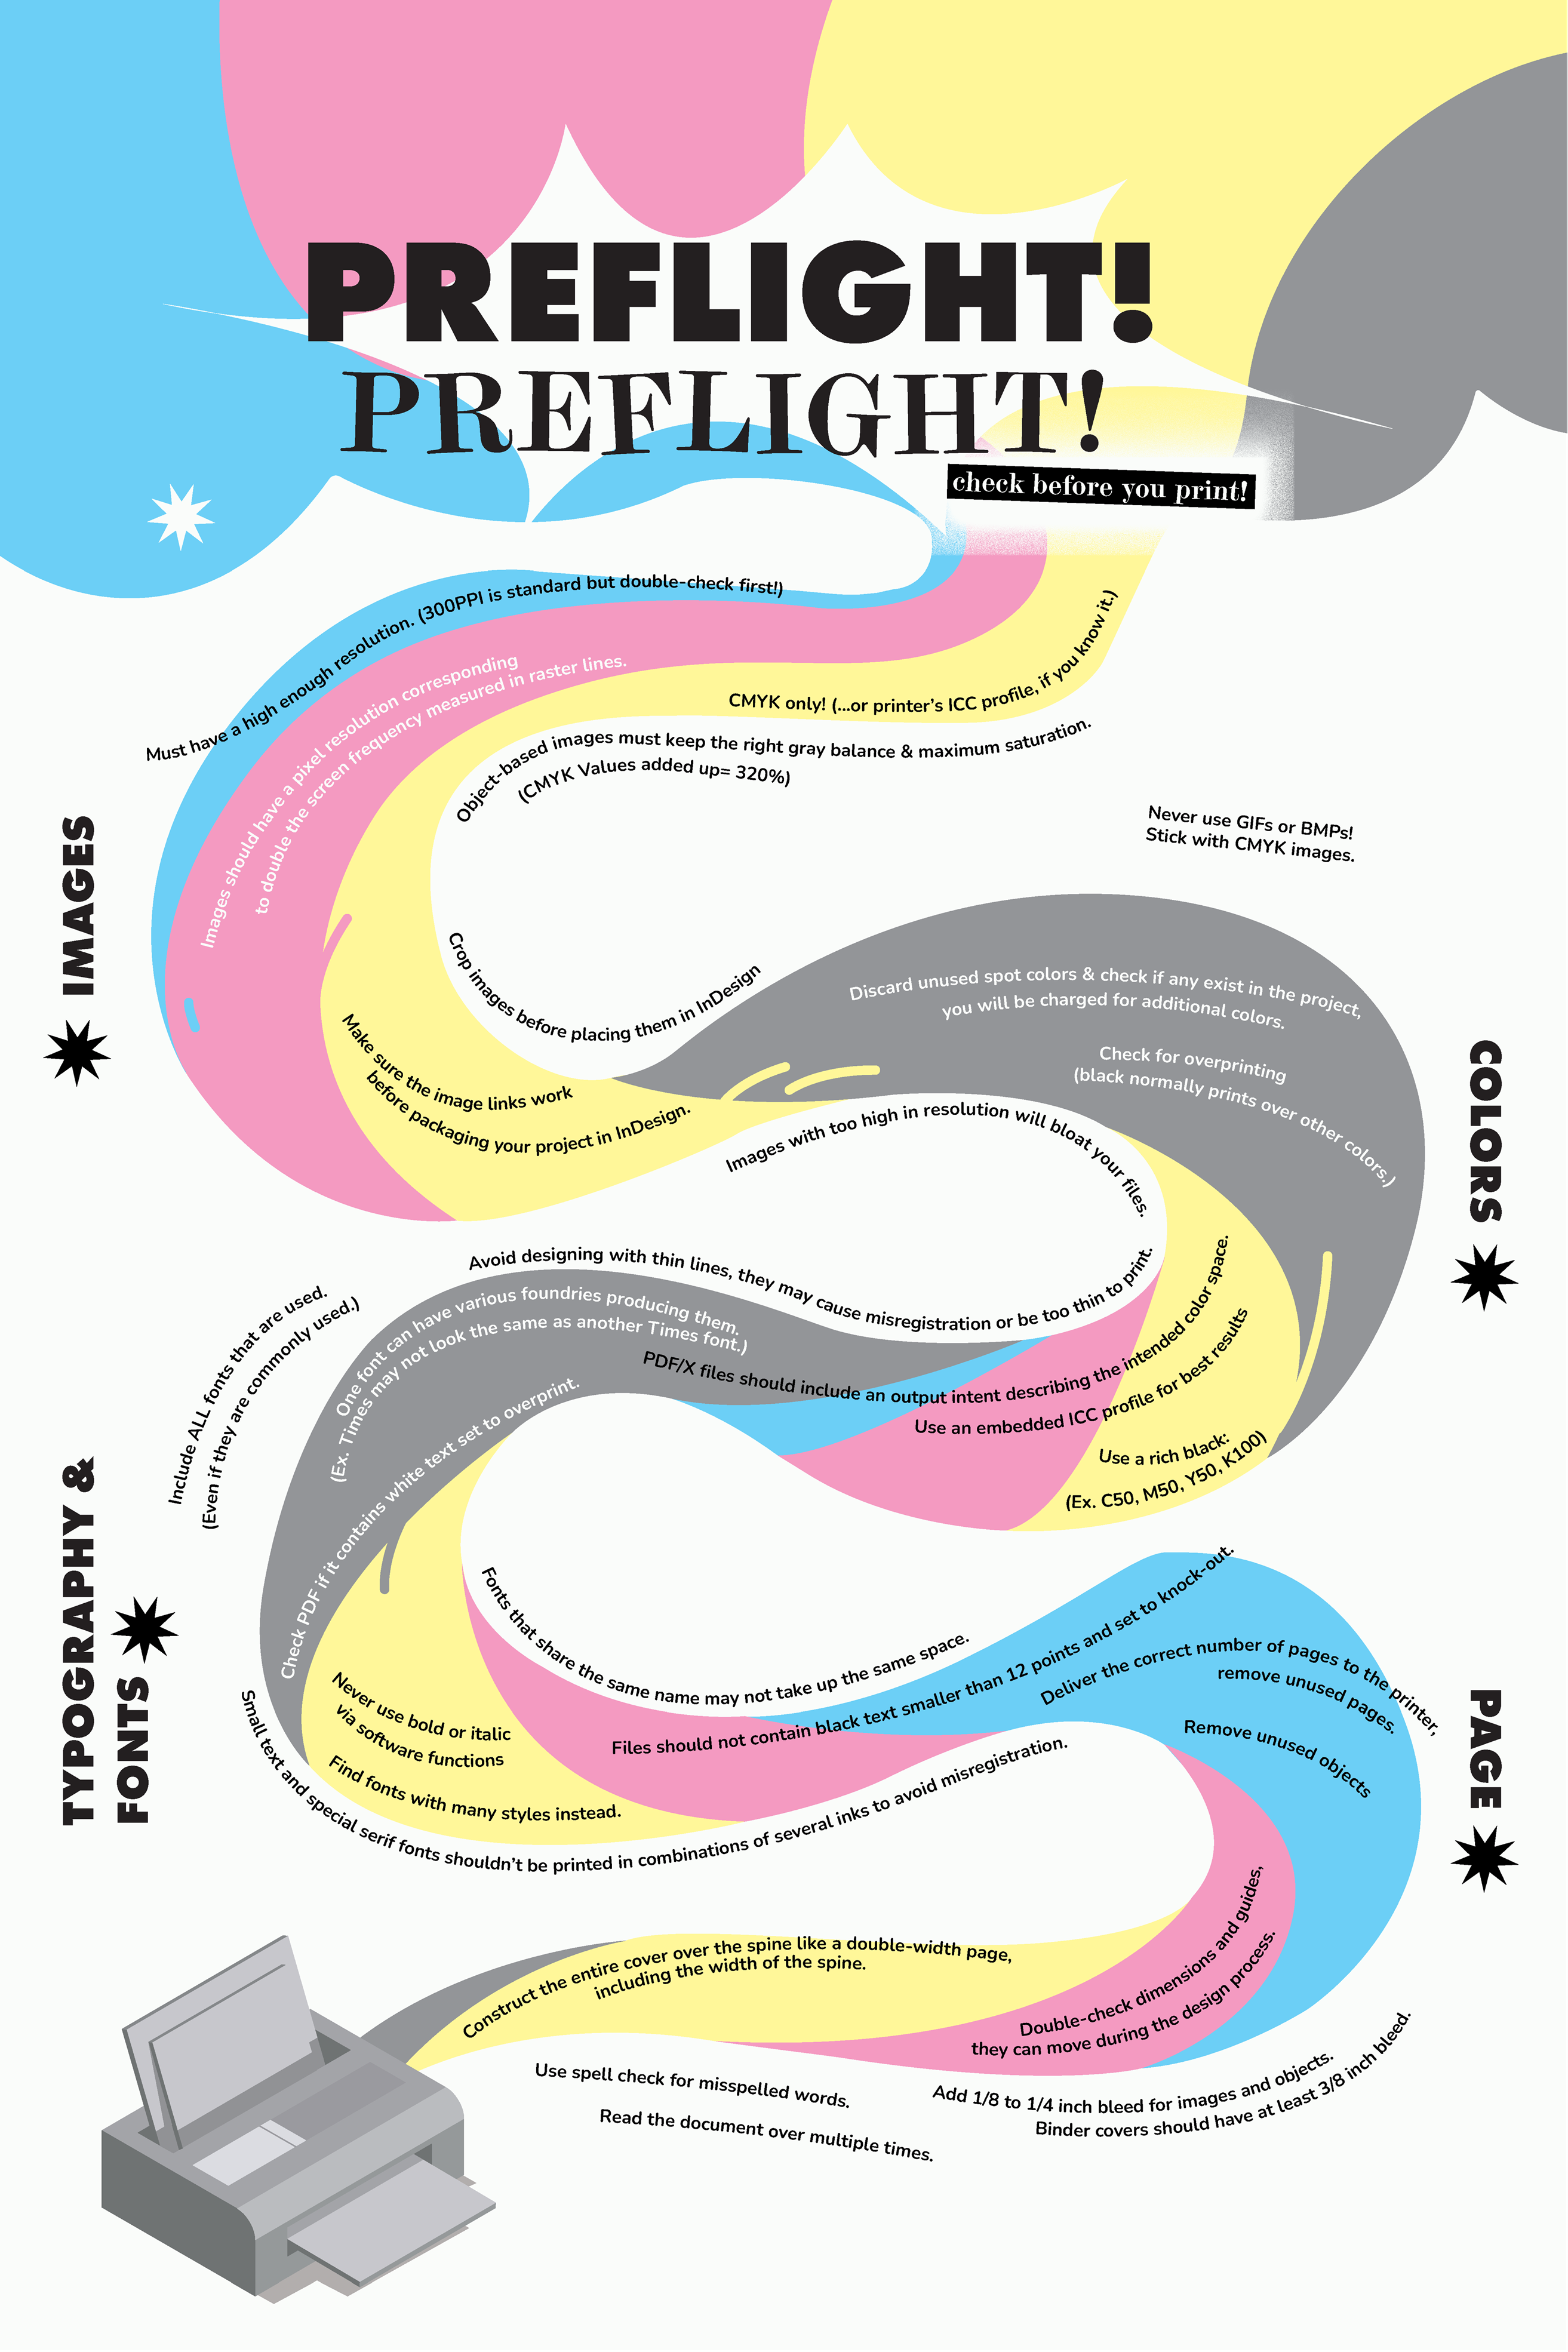 PREFLIGHT!
PREFLIGHT!
check before you print!
IMAGES
Must have a high enough resolution. (300PPI is standard but double-check first!)
Images should have a pixel resolution corresponding
to double the screen frequency measured in raster lines.
CMYK only! (...or printer's ICC profile, if you know it.)
Object-based images must keep the right gray balance & maximum saturation.
(CMYK Values added up= 320%)
Never use GIFs or BMPs!
Stick with CMYK images.
Crop images before placing them in InDesign
Make sure the image links work
before packaging your project in InDesign.
Images with too high in resolution will bloat your files.
COLORS
Discard unused spot colors & check if any exist in the project,
you will be charged for additional colors.
Check for overprinting
(black normally prints over other colors.)
Avoid designing with thin lines, they may cause misregistration or be too thin to print.
PDF/X files should include an output intent describing the intended color space.
Use an embedded ICC profile for best results
Use a rich black:
(Ex. C50, M50, Y50, K100)
TYPOGRAPHY &
FONTS
Include ALL fonts that are used.
(Even if they are commonly used.)
One font can have various foundries producing them.
(Ex. Times may not look the same as another Times font.)
Check PDF if it contains white text set to overprint.
Fonts that share the same name may not take up the same space.
Files should not contain black text smaller than 12 points and set to knock-out.
Never use bold or italic
via software functions
Find fonts with many styles instead.
Small text and special serif fonts shouldn't be printed in combinations of several inks to avoid misregistration.
PAGE
Deliver the correct number of pages to the printer,
remove unused pages.
Remove unused objects
Double-check dimensions and guides,
they can move during the design process.
Construct the entire cover over the spine like a double-width page,
including the width of the spine.
Use spell check for misspelled words.
Read the document over multiple times.
Add 1/8 to 1/4 inch bleed for images and objects.
Binder covers should have at least 3/8 inch bleed.